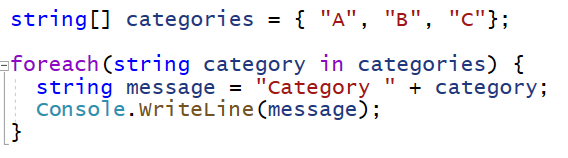 string[] categories = { "A", "B", "C"};
foreach(string category in categories) {
string message = "Category " + category;
Console.WriteLine(message);
}